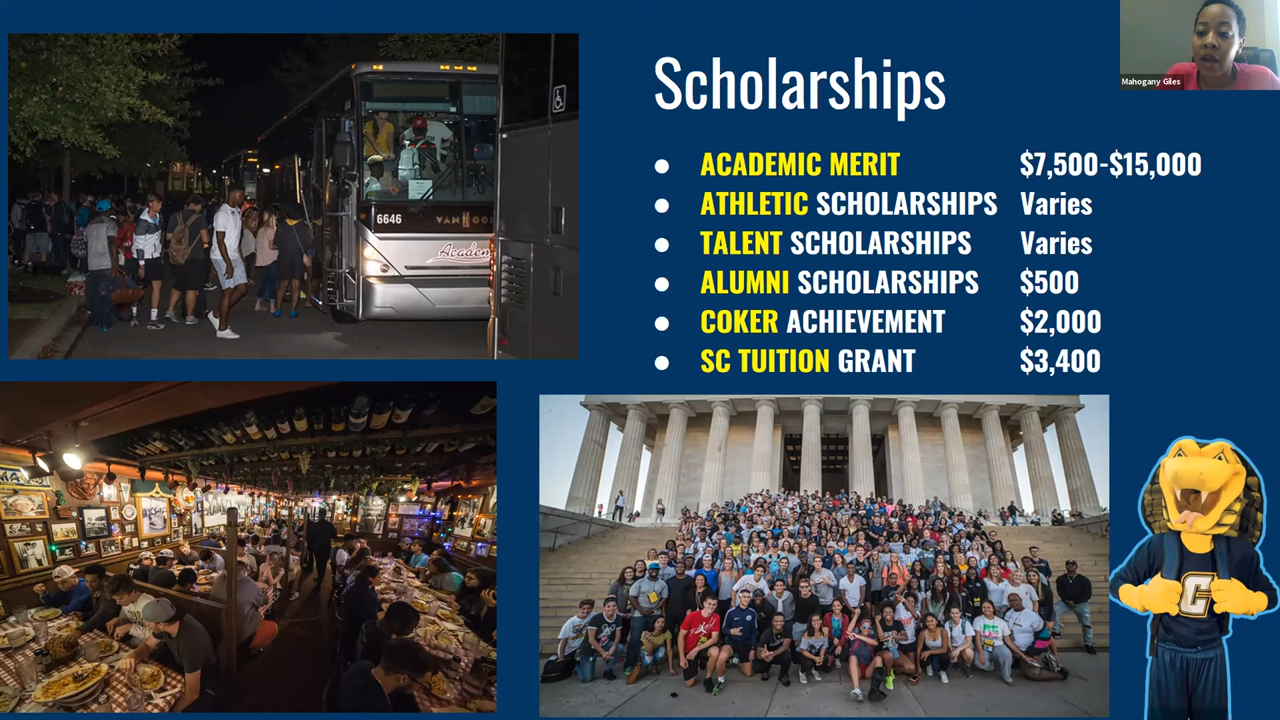 Scholarships
Mahogany Giles
● ACADEMIC MERIT $7,500-$15,000
● ATHLETIC SCHOLARSHIPS Varies
● TALENT SCHOLARSHIPS Varies
● ALUMNI SCHOLARSHIPS $500
● COKER ACHIEVEMENT $2,000
● SC TUITION GRANT $3,400
6646
C